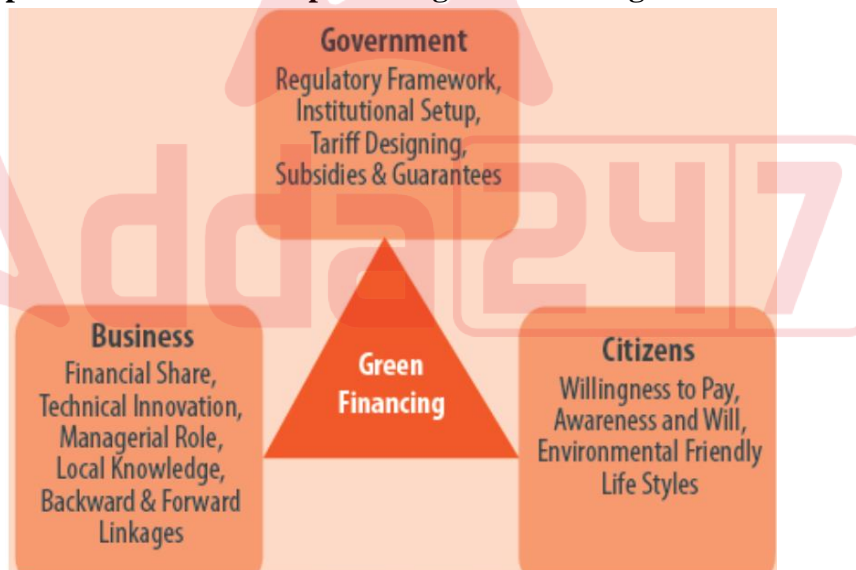 Government
Regulatory Framework,
Institutional Setup,
Tariff Designing,
Subsidies & Guarantees
Adda247
Business
Financial Share,
Technical Innovation,
Managerial Role,
Local Knowledge,
Backward & Forward
Linkages
Green
Financing
Citizens
Willingness to Pay,
Awareness and Will,
Environmental Friendly
Life Styles